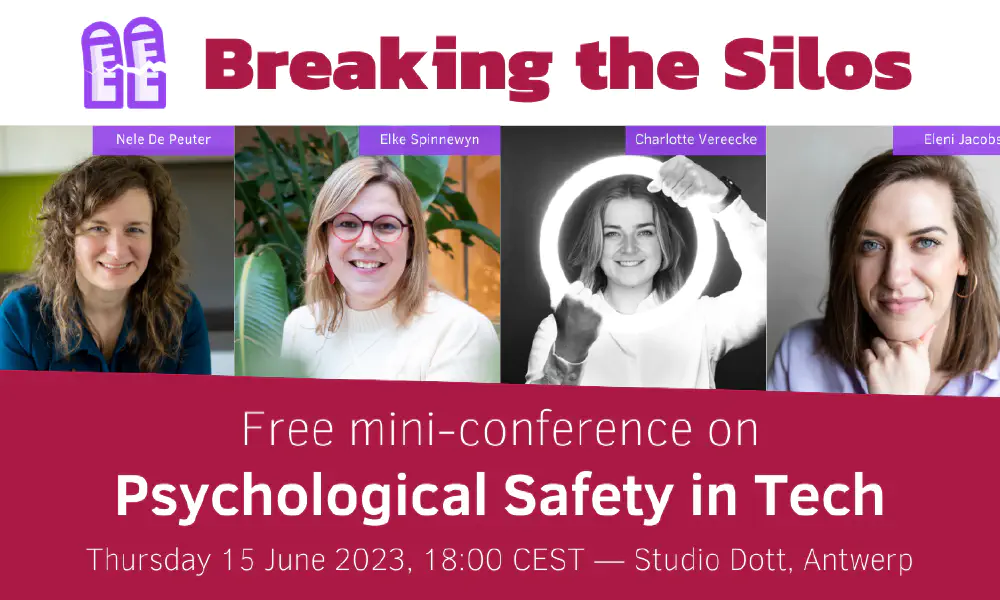 Breaking the Silos
Nele De Peuter
Elke Spinnewyn
Charlotte Vereecke
Eleni Jacobs
Free mini-conference on
Psychological Safety in Tech
Thursday 15 June 2023, 18:00 CEST — Studio Dott, Antwerp